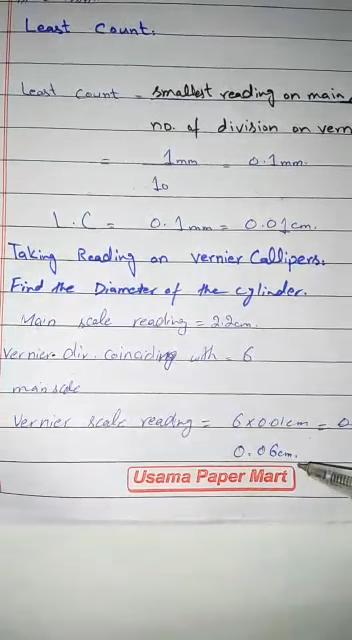 Least Count:
Least count = smallest reading on main
no. of division on vern
= 1mm = 0.1mm.
10
L.C = 0.1mm = 0.01cm.
Taking Reading on Vernier Callipers:
Find the Diameter of the cylinder.
Main scale reading = 2.2cm.
Vernier div. Coinciding with = 6
main scale
Vernier scale reading = 6x0.01cm = 0
0.06cm.
Usama Paper Mart